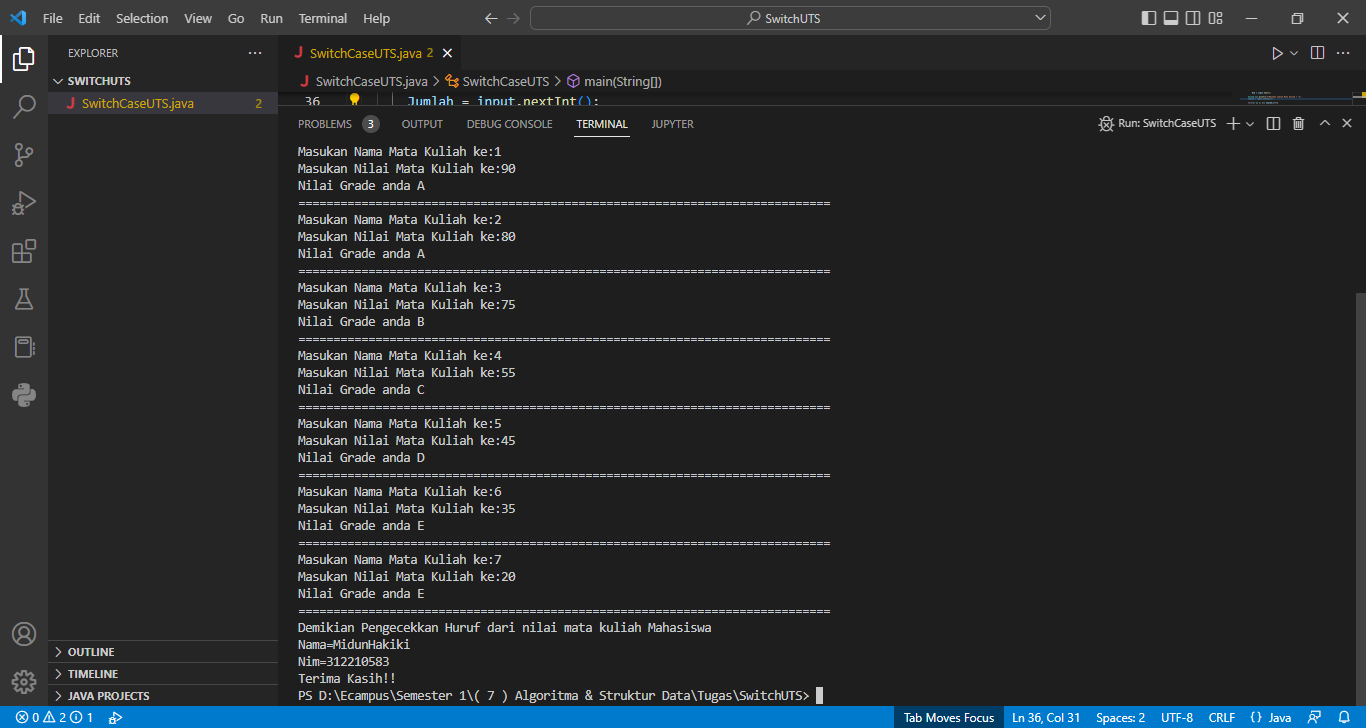 File Edit Selection View Go Run Terminal Help
SwitchUTS
EXPLORER
SWITCHUTS
SwitchCaseUTS.java 2
OUTLINE
TIMELINE
JAVA PROJECTS
SwitchCaseUTS.java 2
SwitchCaseUTS.java > SwitchCaseUTS > main(String[])
36 Jumlah = input.nextInt();
PROBLEMS 3 OUTPUT DEBUG CONSOLE TERMINAL JUPYTER
Run: SwitchCaseUTS
Masukan Nama Mata Kuliah ke:1
Masukan Nilai Mata Kuliah ke:90
Nilai Grade anda A
============================================================================
Masukan Nama Mata Kuliah ke:2
Masukan Nilai Mata Kuliah ke:80
Nilai Grade anda A
============================================================================
Masukan Nama Mata Kuliah ke:3
Masukan Nilai Mata Kuliah ke:75
Nilai Grade anda B
============================================================================
Masukan Nama Mata Kuliah ke:4
Masukan Nilai Mata Kuliah ke:55
Nilai Grade anda C
============================================================================
Masukan Nama Mata Kuliah ke:5
Masukan Nilai Mata Kuliah ke:45
Nilai Grade anda D
============================================================================
Masukan Nama Mata Kuliah ke:6
Masukan Nilai Mata Kuliah ke:35
Nilai Grade anda E
============================================================================
Masukan Nama Mata Kuliah ke:7
Masukan Nilai Mata Kuliah ke:20
Nilai Grade anda E
============================================================================
Demikian Pengecekkan Huruf dari nilai mata kuliah Mahasiswa
Nama=MidunHakiki
Nim=312210583
Terima Kasih!!
PS D:\Ecampus\Semester 1\( 7 ) Algoritma & Struktur Data\Tugas\SwitchUTS>
0 2 1 Tab Moves Focus Ln 36, Col 31 Spaces: 2 UTF-8 CRLF {} Java